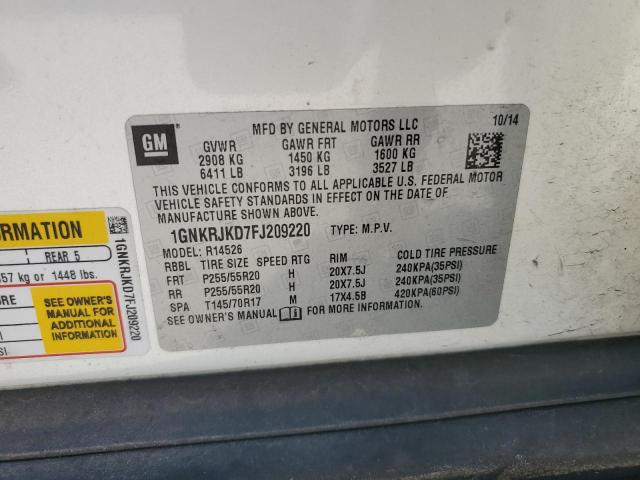 GM
MFD BY GENERAL MOTORS LLC
10/14
GVWR GAWR FRT GAWR RR
2908 KG 1450 KG 1600 KG
6411 LB 3196 LB 3527 LB
THIS VEHICLE CONFORMS TO ALL APPLICABLE U.S. FEDERAL MOTOR
VEHICLE SAFETY STANDARDS IN EFFECT ON THE DATE OF
MANUFACTURE SHOWN ABOVE.
1GNKRJKD7FJ209220 TYPE: M.P.V.
MODEL: R14526
RBBL TIRE SIZE SPEED RTG RIM COLD TIRE PRESSURE
FRT P255/55R20 H 20X7.5J 240KPA(35PSI)
RR P255/55R20 H 20X7.5J 240KPA(35PSI)
SPA T145/70R17 M 17X4.5B 420KPA(60PSI)
SEE OWNER'S MANUAL FOR MORE INFORMATION
ORMATION
REAR 5
657 kg or 1448 lbs.
SEE OWNER'S
MANUAL FOR
ADDITIONAL
INFORMATION
1GNKRJKD7FJ209220